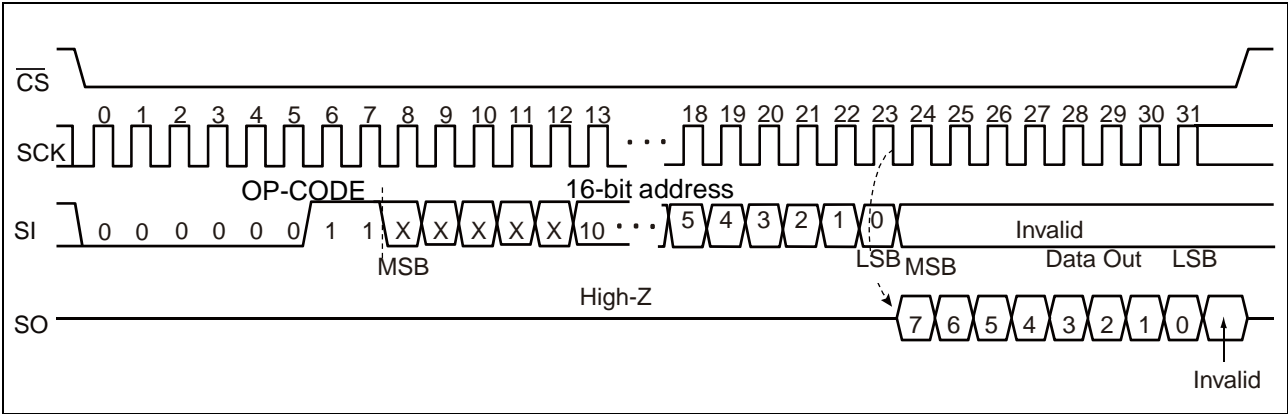 CS
0 1 2 3 4 5 6 7 8 9 10 11 12 13 18 19 20 21 22 23 24 25 26 27 28 29 30 31
SCK ···
OP-CODE 16-bit address
SI 0 0 0 0 0 0 1 1 X X X X X 10 ··· 5 4 3 2 1 0 Invalid
MSB LSB MSB Data Out LSB
High-Z
SO 7 6 5 4 3 2 1 0
Invalid